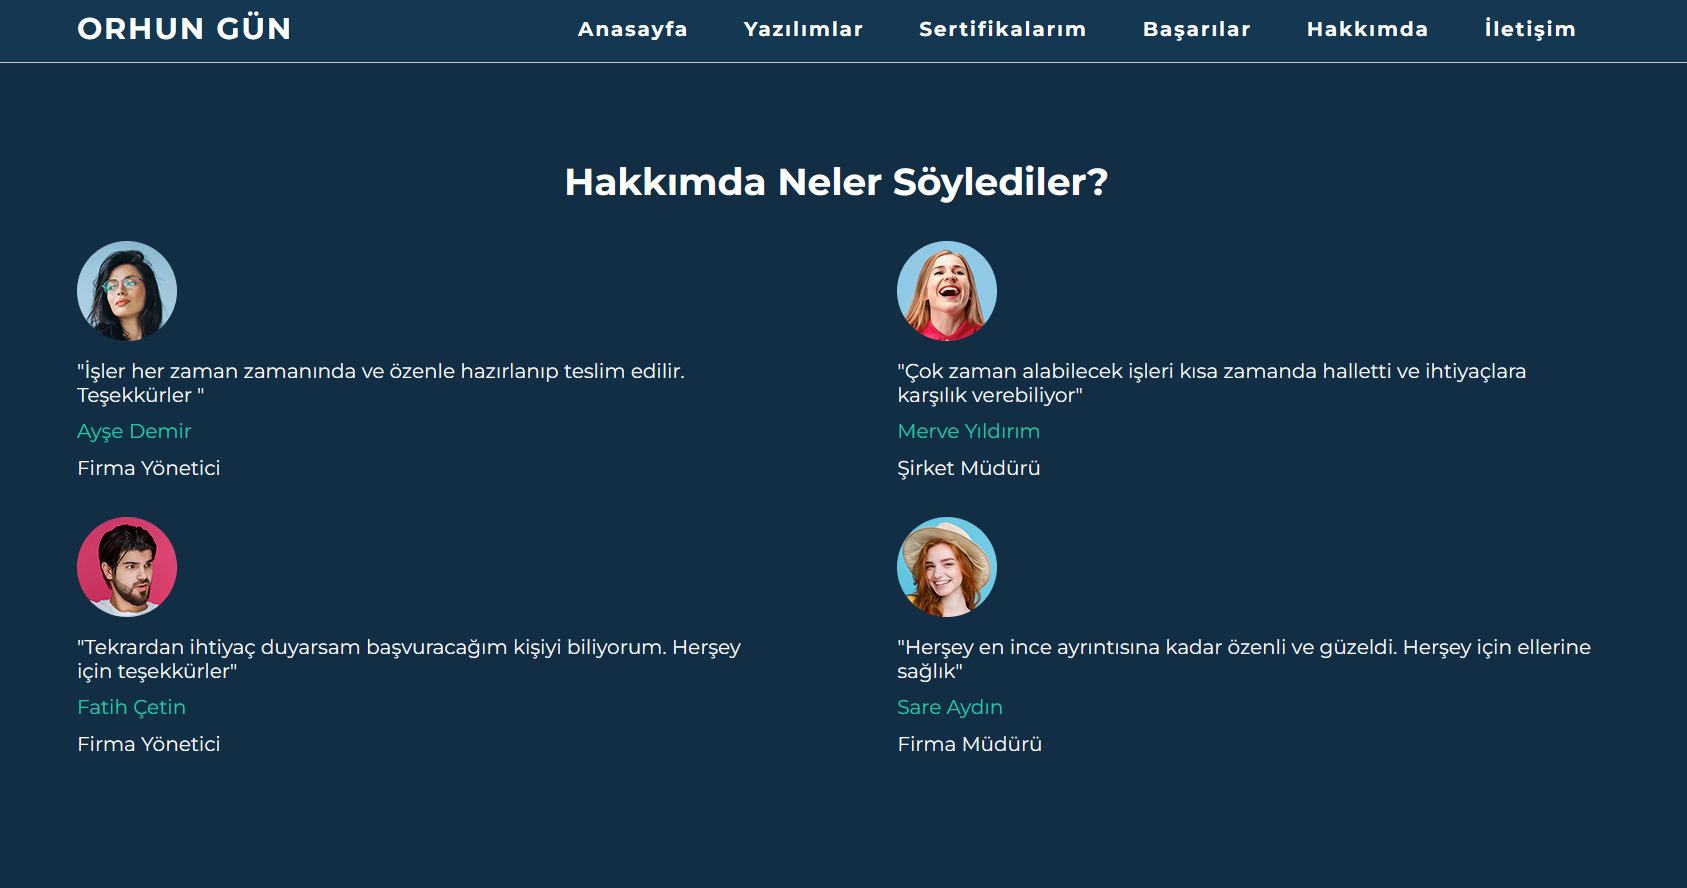 ORHUN GÜN
Anasayfa Yazılımlar Sertifikalarım Başarılar Hakkımda İletişim
Hakkımda Neler Söylediler?
"İşler her zaman zamanında ve özenle hazırlanıp teslim edilir.
Teşekkürler "
Ayşe Demir
Firma Yönetici
"Çok zaman alabilecek işleri kısa zamanda halletti ve ihtiyaçlara
karşılık verebiliyor"
Merve Yıldırım
Şirket Müdürü
"Tekrardan ihtiyaç duyarsam başvuracağım kişiyi biliyorum. Herşey
için teşekkürler"
Fatih Çetin
Firma Yönetici
"Herşey en ince ayrıntısına kadar özenli ve güzeldi. Herşey için ellerine
sağlık"
Sare Aydın
Firma Müdürü